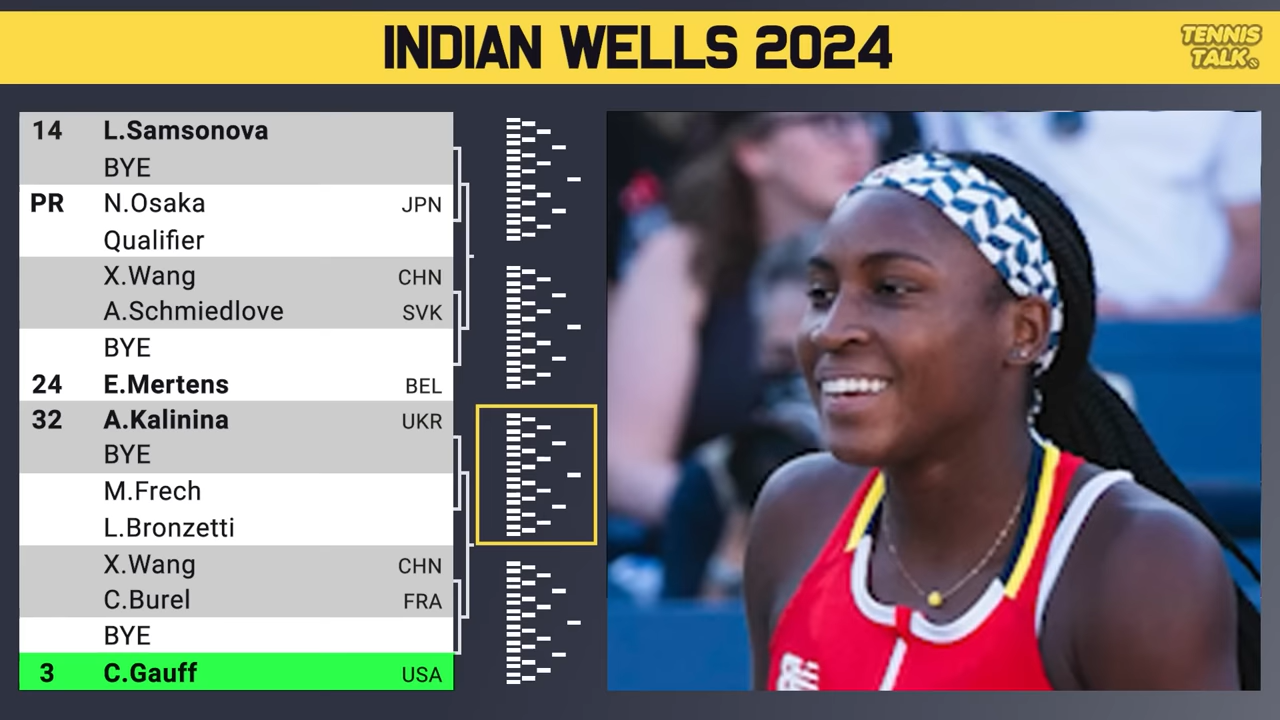 INDIAN WELLS 2024
TENNIS
TALK
14 L.Samsonova
BYE
PR N.Osaka JPN
Qualifier
X.Wang CHN
A.Schmiedlove SVK
BYE
24 E.Mertens BEL
32 A.Kalinina UKR
BYE
M.Frech
L.Bronzetti
X.Wang CHN
C.Burel FRA
BYE
3 C.Gauff USA